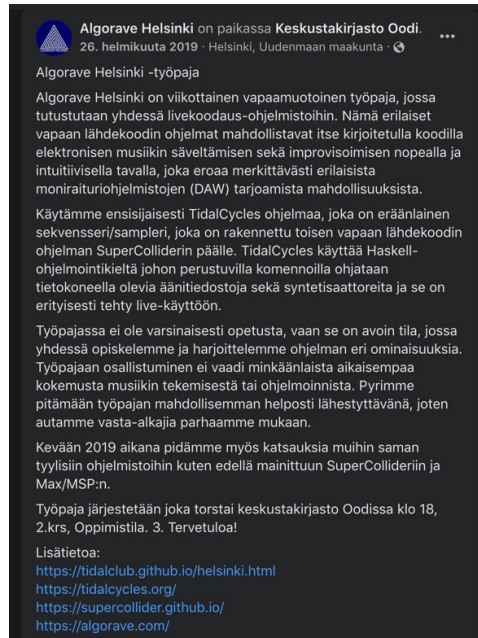 Algorave Helsinki on paikassa Keskustakirjasto Oodi.
26. helmikuuta 2019 · Helsinki, Uudenmaan maakunta ·
Algorave Helsinki -työpaja
Algorave Helsinki on viikottainen vapaamuotoinen työpaja, jossa
tutustutaan yhdessä livekoodaus-ohjelmistoihin. Nämä erilaiset
vapaan lähdekoodin ohjelmat mahdollistavat itse kirjoitetulla koodilla
elektronisen musiikin säveltämisen sekä improvisoimisen nopealla ja
intuitiivisella tavalla, joka eroaa merkittävästi erilaisista
moniraituriohjelmistojen (DAW) tarjoamista mahdollisuuksista.
Käytämme ensisijaisesti TidalCycles ohjelmaa, joka on eräänlainen
sekvensseri/sampleri, joka on rakennettu toisen vapaan lähdekoodin
ohjelman SuperColliderin päälle. TidalCycles käyttää Haskell-
ohjelmointikieltä johon perustuvilla komennoilla ohjataan
tietokoneella olevia äänitiedostoja sekä syntetisaattoreita ja se on
erityisesti tehty live-käyttöön.
Työpajassa ei ole varsinaisesti opetusta, vaan se on avoin tila, jossa
yhdessä opiskelemme ja harjoittelemme ohjelman eri ominaisuuksia.
Työpajaan osallistuminen ei vaadi minkäänlaista aikaisempaa
kokemusta musiikin tekemisestä tai ohjelmoinnista. Pyrimme
pitämään työpajan mahdollisemman helposti lähestyttävänä, joten
autamme vasta-alkajia parhaamme mukaan.
Kevään 2019 aikana pidämme myös katsauksia muihin saman
tyylisiin ohjelmistoihin kuten edellä mainittuun SuperCollideriin ja
Max/MSP:n.
Työpaja järjestetään joka torstai keskustakirjasto Oodissa klo 18,
2.krs, Oppimistila. 3. Tervetuloa!
Lisätietoa:
https://tidalclub.github.io/helsinki.html
https://tidalcycles.org/
https://supercollider.github.io/
https://algorave.com/